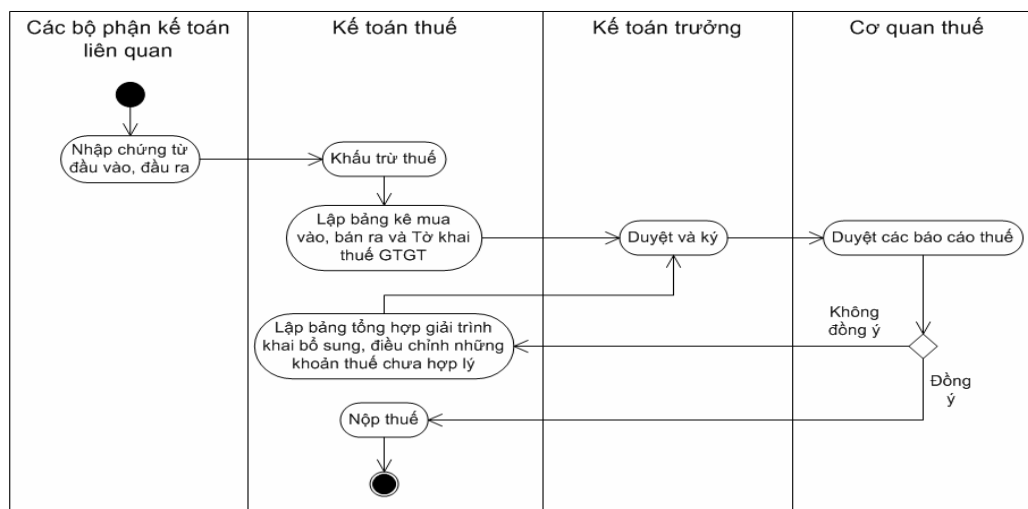 Các bộ phận kế toán
liên quan
Kế toán thuế
Kế toán trưởng
Cơ quan thuế
Nhập chứng từ
đầu vào, đầu ra
Khấu trừ thuế
Lập bảng kê mua
vào, bán ra và Tờ khai
thuế GTGT
Duyệt và ký
Duyệt các báo cáo thuế
Không
đồng ý
Lập bảng tổng hợp giải trình
khai bổ sung, điều chỉnh những
khoản thuế chưa hợp lý
Đồng
ý
Nộp thuế